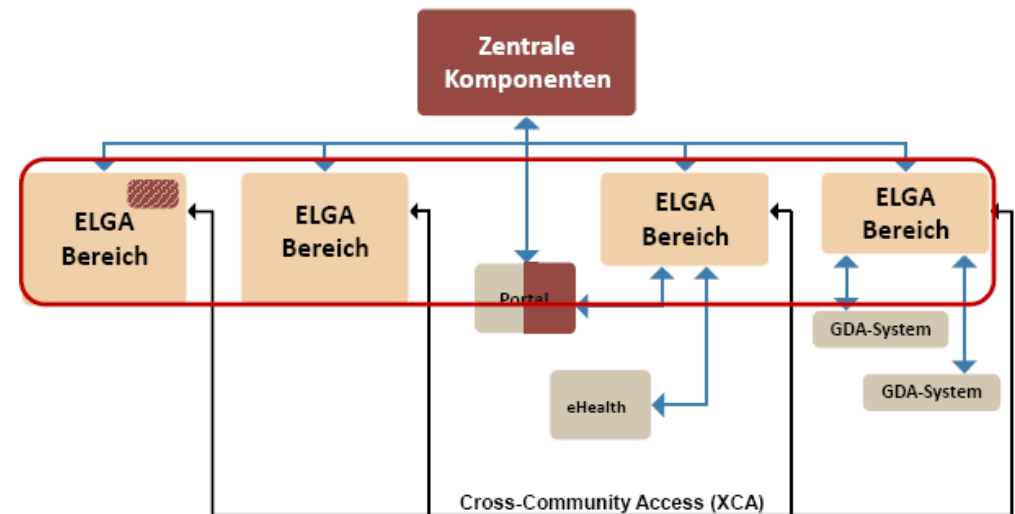 Zentrale
Komponenten
ELGA
Bereich
ELGA
Bereich
ELGA
Bereich
ELGA
Bereich
Portal
GDA-System
GDA-System
eHealth
Cross-Community Access (XCA)